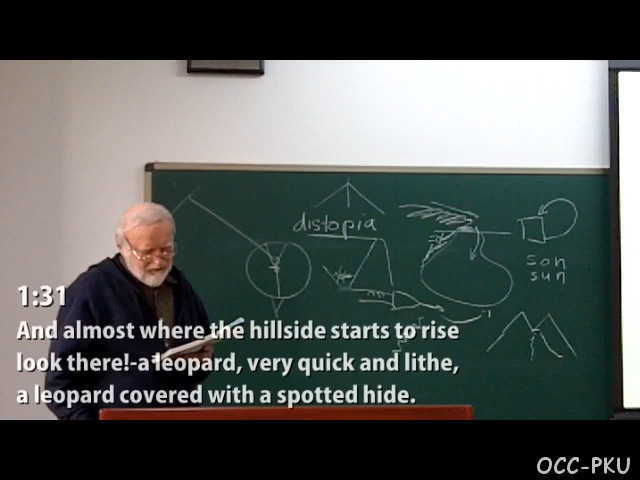 distopia
son
sun
1:31
And almost where the hillside starts to rise
look there!-a leopard, very quick and lithe,
a leopard covered with a spotted hide.
OCC-PKU